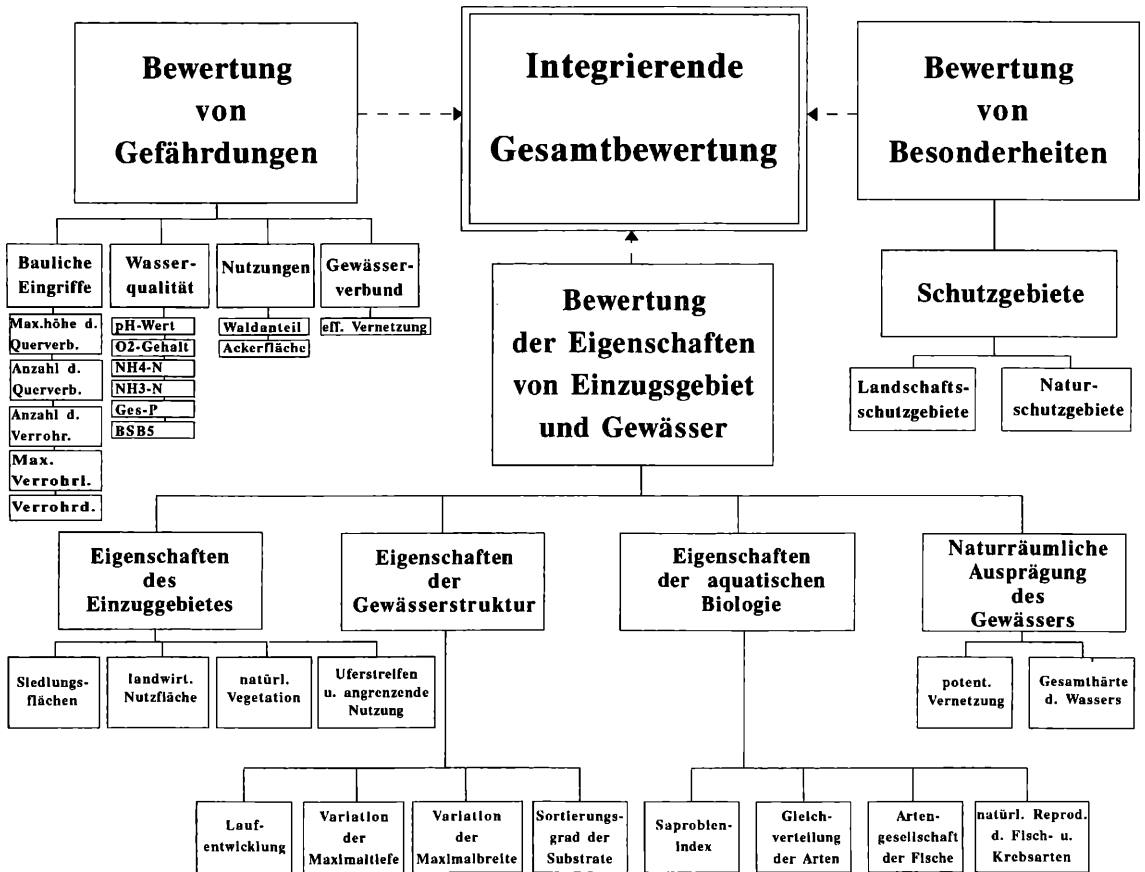 Bewertung
von
Gefährdungen
Integrierende
Gesamtbewertung
Bewertung
von
Besonderheiten
Bauliche
Eingriffe
Max.höhe d.
Querverb.
Anzahl d.
Querverb.
Anzahl d.
Verrohr.
Max.
Verrohrl.
Verrohrd.
Wasser-
qualität
pH-Wert
O2-Gehalt
NH4-N
NH3-N
Ges-P
BSB5
Nutzungen
Waldanteil
Ackerfläche
Gewässer-
verbund
eff. Vernetzung
Bewertung
der Eigenschaften
von Einzugsgebiet
und Gewässer
Schutzgebiete
Landschafts-
schutzgebiete
Natur-
schutzgebiete
Eigenschaften
des
Einzuggebietes
Eigenschaften
der
Gewässerstruktur
Eigenschaften
der aquatischen
Biologie
Naturräumliche
Ausprägung
des
Gewässers
Siedlungs-
flächen
landwirt.
Nutzfläche
natürl.
Vegetation
Uferstreifen
u. angrenzende
Nutzung
potent.
Vernetzung
Gesamthärte
d. Wassers
Lauf-
entwicklung
Variation
der
Maximaltiefe
Variation
der
Maximalbreite
Sortierungs-
grad der
Substrate
Saprobien-
index
Gleich-
verteilung
der Arten
Arten-
gesellschaft
der Fische
natürl. Reprod.
d. Fisch- u.
Krebsarten